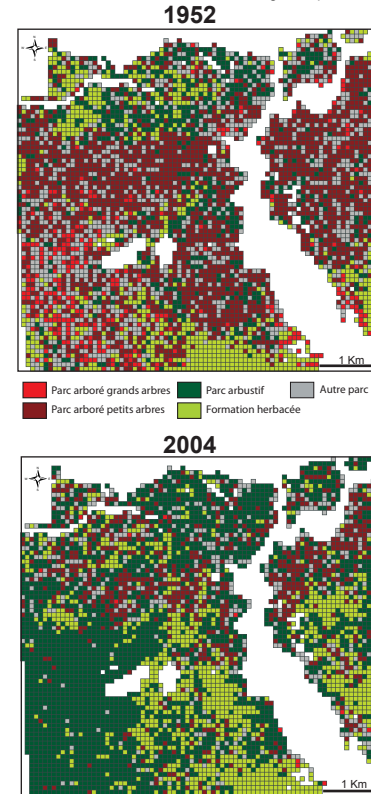 1952
1 Km
Parc arboré grands arbres Parc arbustif Autre parc
Parc arboré petits arbres Formation herbacée
2004
1 Km